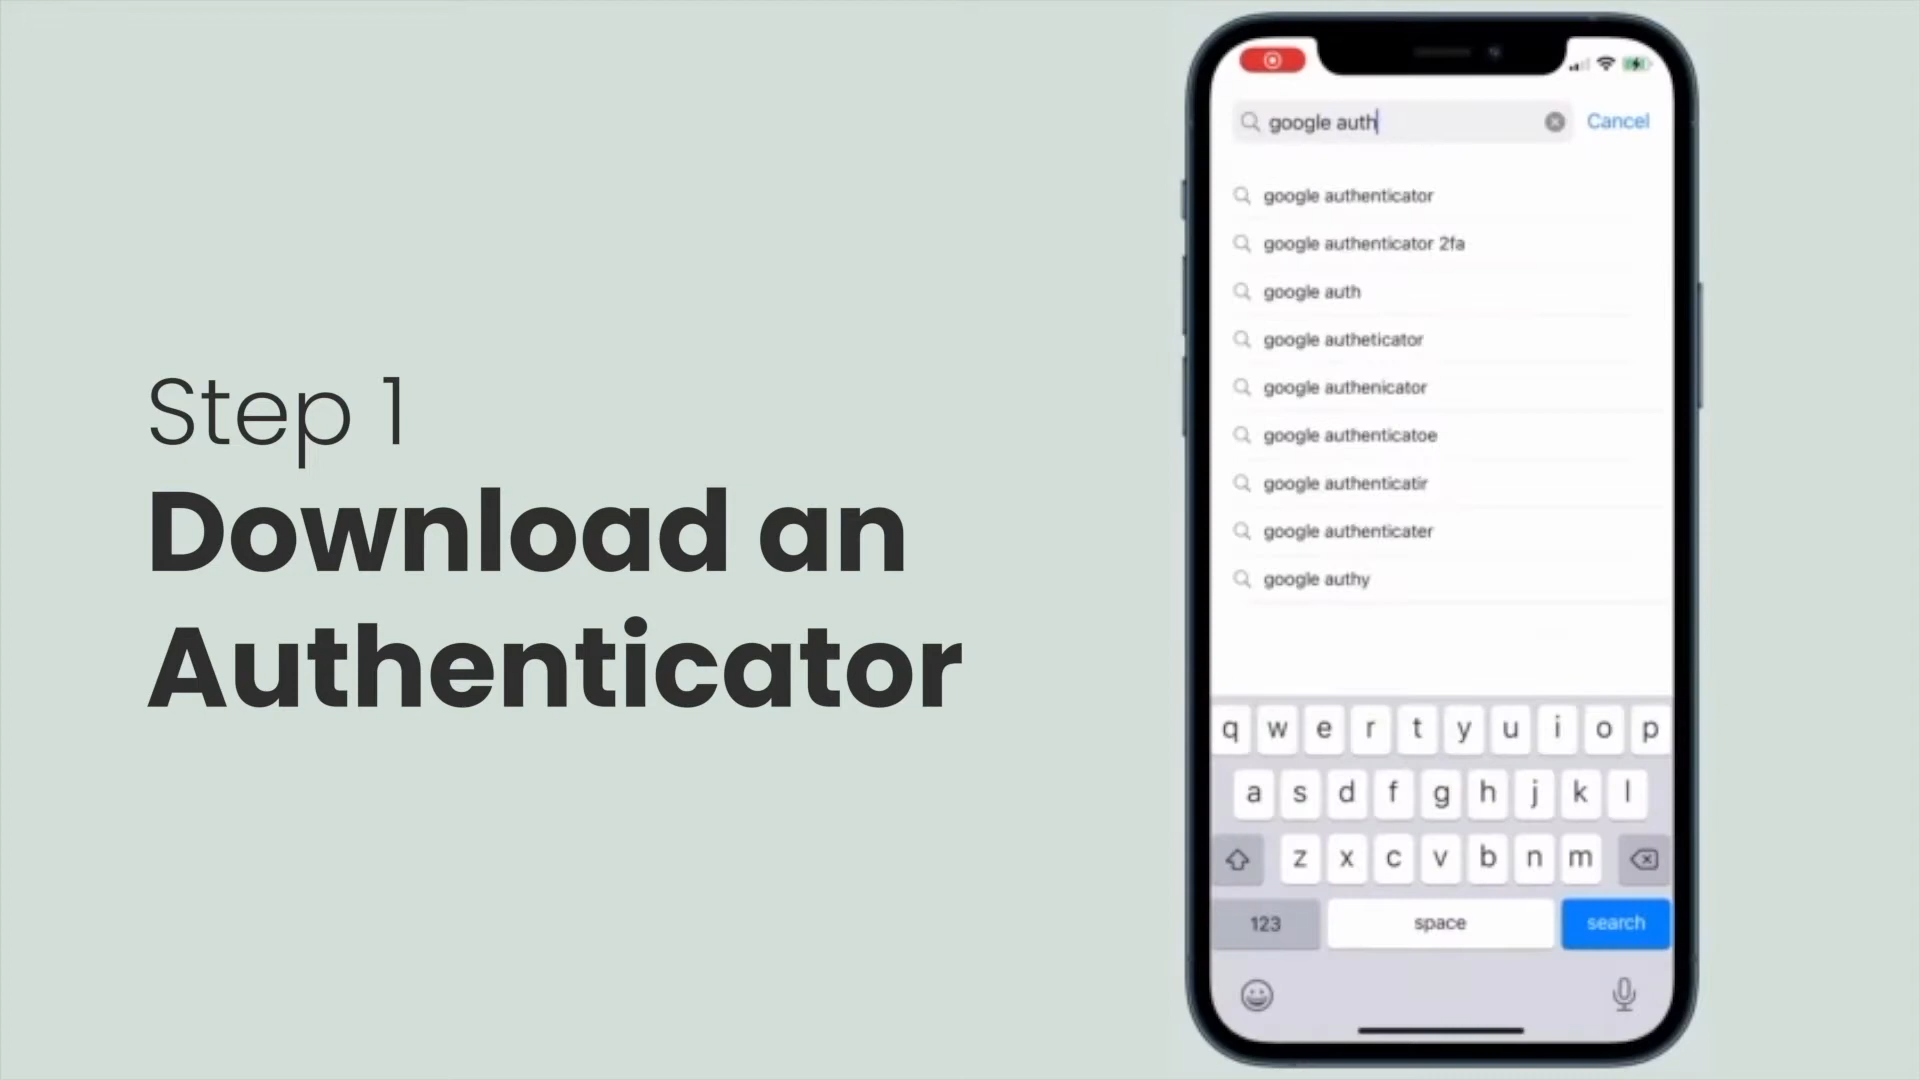 Step 1
Download an
Authenticator
google auth
Cancel
google authenticator
google authenticator 2fa
google auth
google autheticator
google authenicator
google authenticatoe
google authenticatir
google authenticater
google authy
q w e r t y u i o p
a s d f g h j k l
z x c v b n m
123 space search